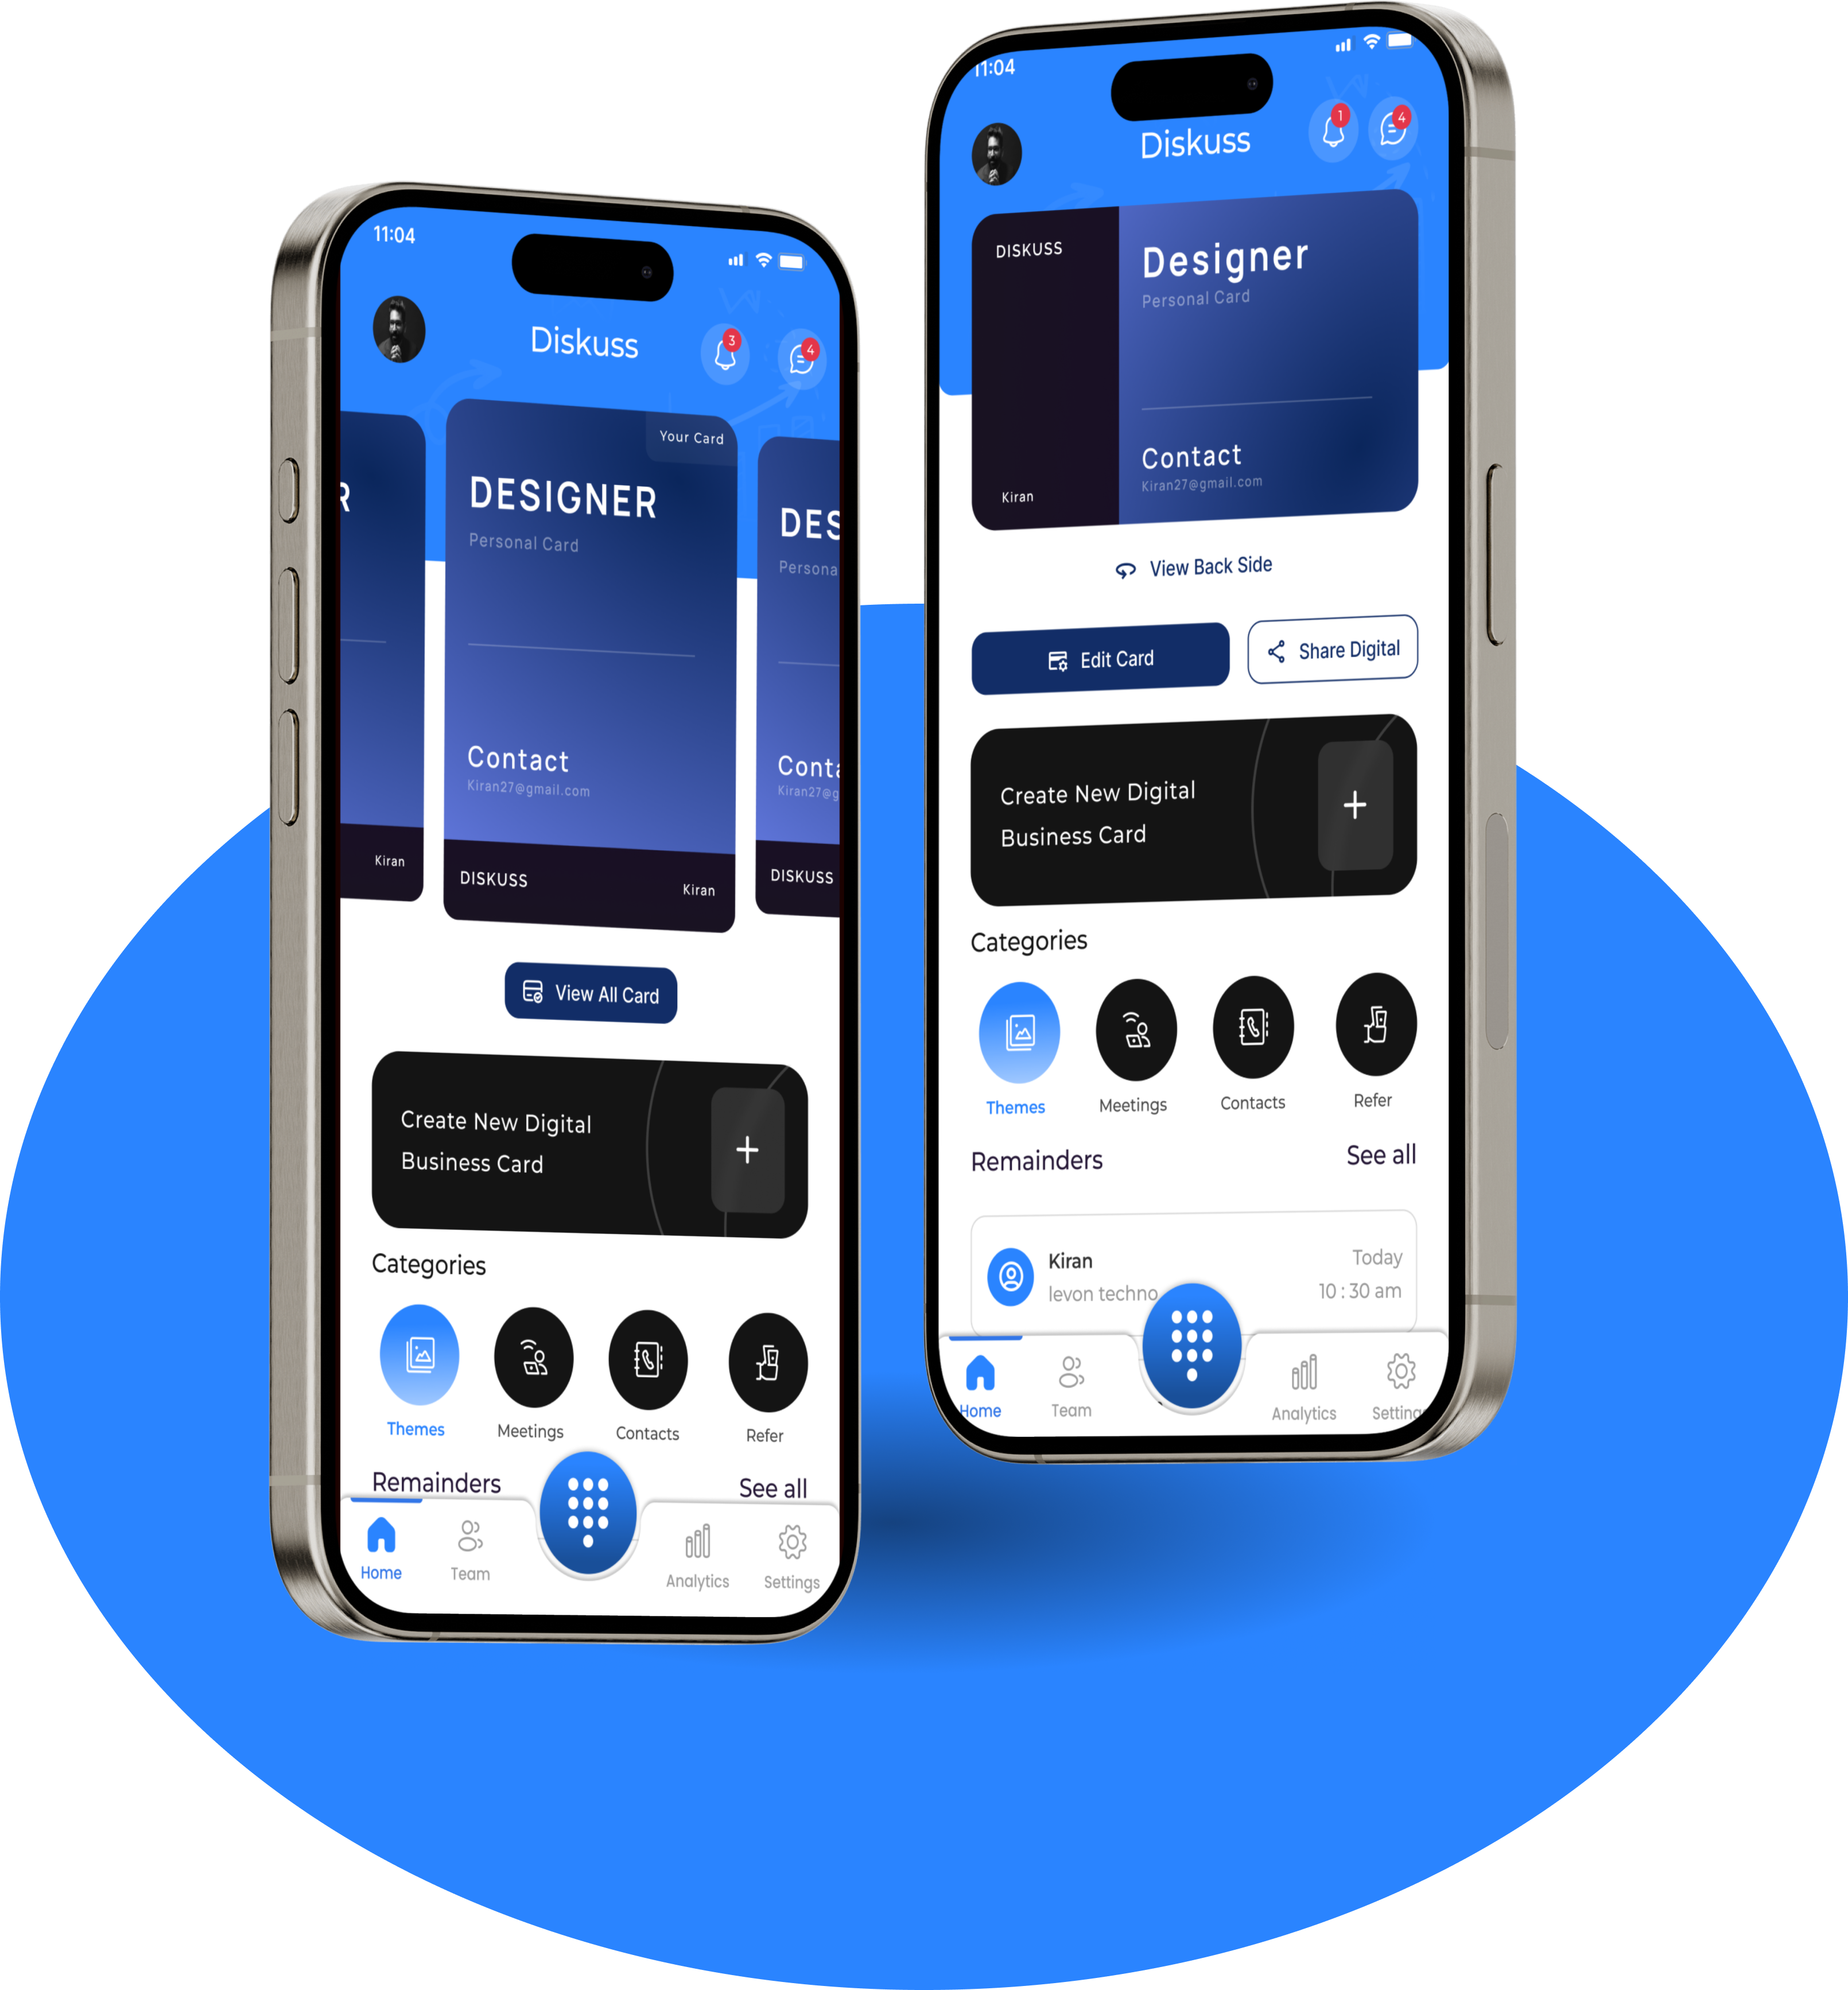 11:04
Diskuss
3
4
R
Your Card
DESIGNER
Personal Card
Contact
Kiran27@gmail.com
Kiran
DISKUSS
Kiran
DES
Persona
Conta
Kiran27@g
DISKUSS
View All Card
Create New Digital
Business Card
Categories
Themes
Meetings
Contacts
Refer
Remainders
See all
Home
Team
Analytics
Settings
11:04
Diskuss
1
4
DISKUSS
Designer
Personal Card
Contact
Kiran27@gmail.com
Kiran
View Back Side
Edit Card
Share Digital
Create New Digital
Business Card
Categories
Themes
Meetings
Contacts
Refer
Remainders
See all
Kiran
Today
levon techno
10 : 30 am
Home
Team
Analytics
Setting